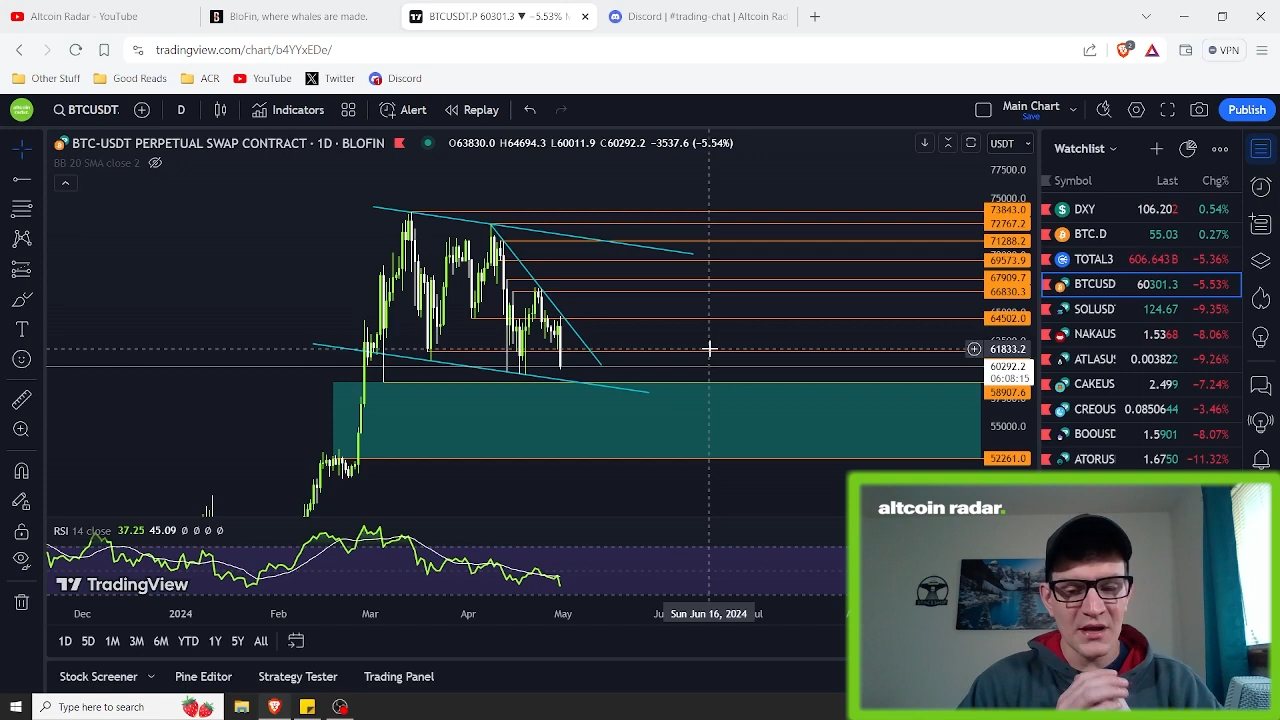 Altcoin Radar - YouTube
BloFin, where whales are made.
BTCUSDT.P 60301.3 ▼ −5.53%
Discord | #trading-chat | Altcoin Rad
tradingview.com/chart/b4YYxEDe/
2
VPN
Other Stuff
Good Reads
ACR
YouTube
Twitter
Discord
altcoin radar
BTCUSDT.
D
Indicators
Alert
Replay
Main Chart
Save
Publish
BTC-USDT PERPETUAL SWAP CONTRACT · 1D · BLOFIN
O63830.0 H64694.3 L60011.9 C60292.2 −3537.6 (−5.54%)
BB 20 SMA close 2
USDT
77500.0
75000.0
73843.0
72767.2
71288.2
69573.9
67909.7
66830.3
64502.0
61833.2
60292.2
06:08:15
58907.6
57500.0
55000.0
52261.0
Watchlist
Symbol Last Chg%
DXY 106.202 0.54%
BTC.D 55.03 0.27%
TOTAL3 606.643 B −5.36%
BTCUSD 60301.3 −5.53%
SOLUSD 124.67 −9.35%
NAKAUS 1.5368 −8.06%
ATLASU 0.003822 −9.26%
CAKEUS 2.499 −7.24%
CREOUS 0.0850644 −3.46%
BOOUSD 1.5901 −8.07%
ATORUS 1.6750 −11.32%
altcoin radar.
RSI 14 close 37.25 45.09 Ø Ø Ø Ø
TradingView
Dec 2024 Feb Mar Apr May Sun Jun 16, 2024
1D 5D 1M 3M 6M YTD 1Y 5Y All
Stock Screener
Pine Editor
Strategy Tester
Trading Panel
Type here to search